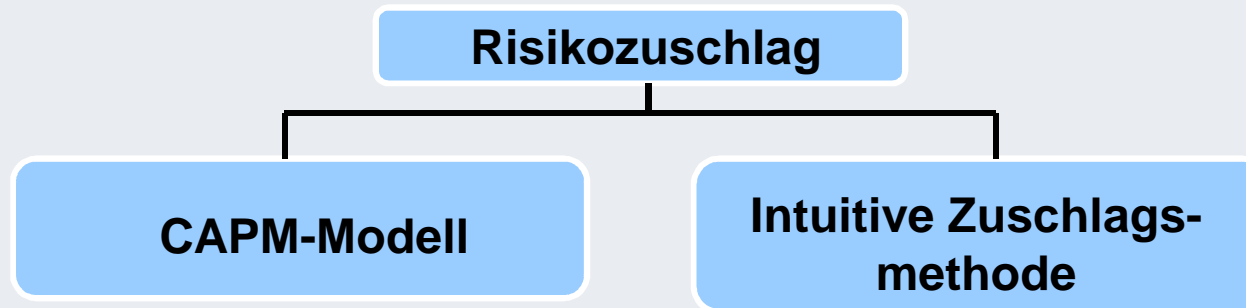 Risikozuschlag
CAPM-Modell
Intuitive Zuschlags-
methode